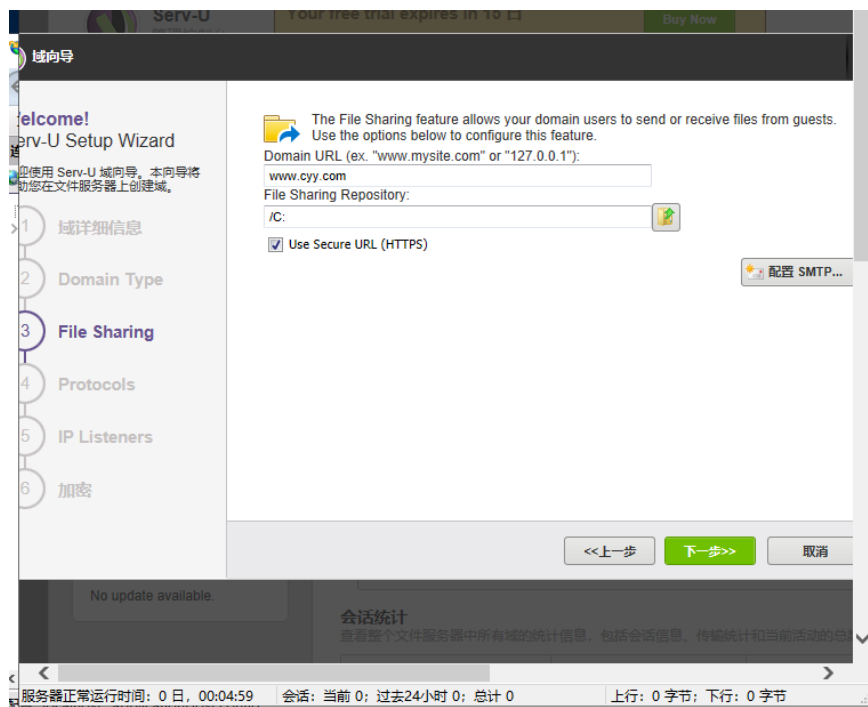 Serv-U
Your free trial expires in 15 日
Buy Now
域向导
elcome!
erv-U Setup Wizard
迎使用 Serv-U 域向导。本向导将
助您在文件服务器上创建域。
1 域详细信息
2 Domain Type
3 File Sharing
4 Protocols
5 IP Listeners
6 加密
The File Sharing feature allows your domain users to send or receive files from guests.
Use the options below to configure this feature.
Domain URL (ex. "www.mysite.com" or "127.0.0.1"):
www.cyy.com
File Sharing Repository:
/C:
Use Secure URL (HTTPS)
配置 SMTP...
<<上一步
下一步>>
取消
No update available.
会话统计
查看整个文件服务器中所有域的统计信息，包括会话信息、传输统计和当前活动的总
服务器正常运行时间：0 日，00:04:59
会话：当前 0；过去24小时 0；总计 0
上行：0 字节；下行：0 字节